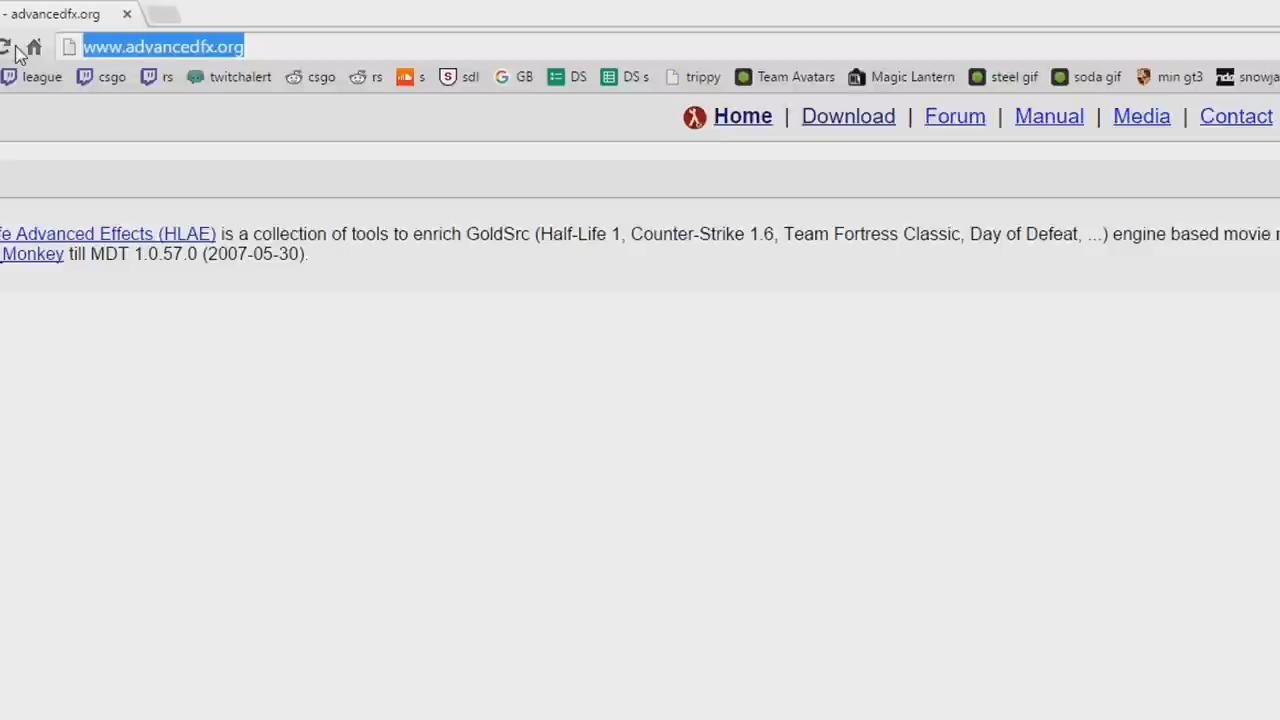 - advancedfx.org
www.advancedfx.org
league csgo rs twitchalert csgo rs s sdl GB DS DS s trippy Team Avatars Magic Lantern steel gif soda gif min gt3 snowja
Home | Download | Forum | Manual | Media | Contact
fe Advanced Effects (HLAE) is a collection of tools to enrich GoldSrc (Half-Life 1, Counter-Strike 1.6, Team Fortress Classic, Day of Defeat, ...) engine based movie
_Monkey till MDT 1.0.57.0 (2007-05-30).